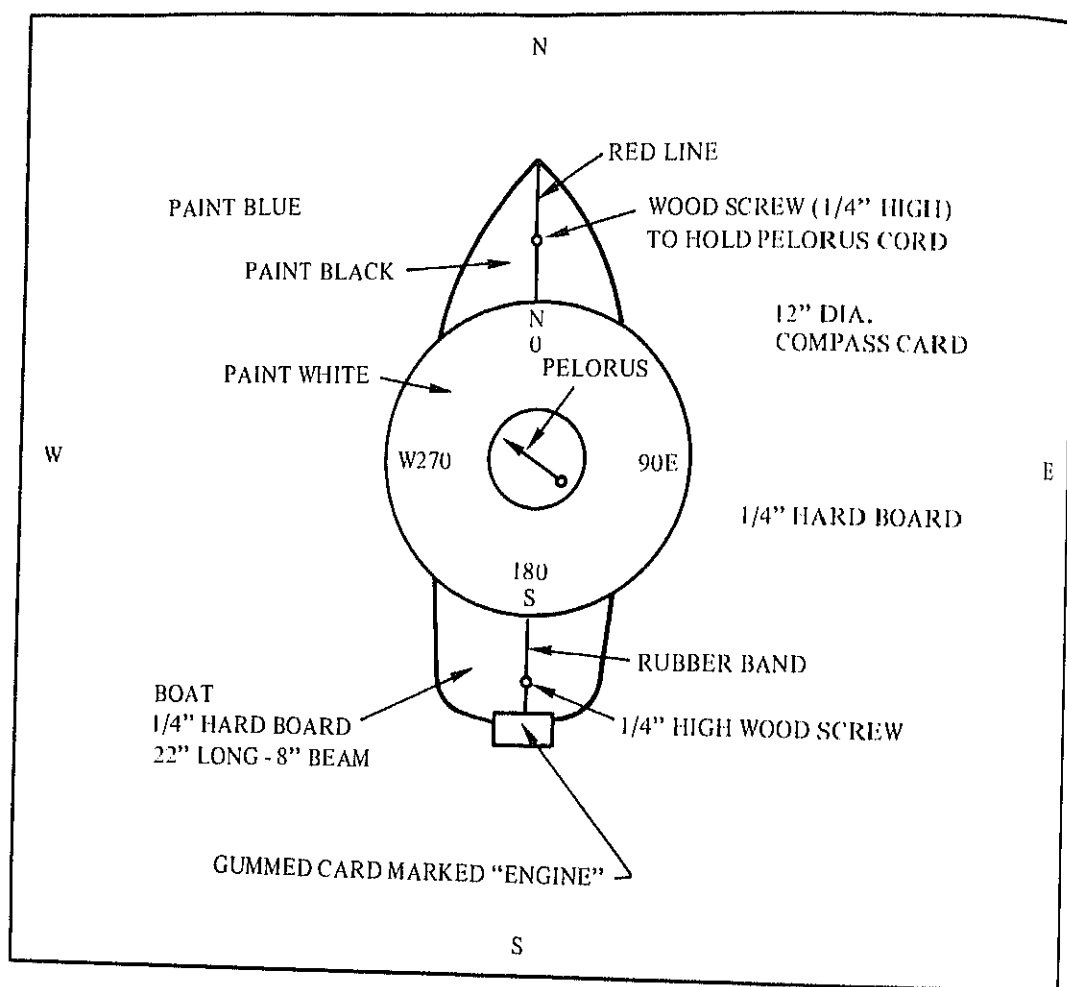 N
RED LINE
PAINT BLUE
WOOD SCREW (1/4” HIGH)
TO HOLD PELORUS CORD
PAINT BLACK
12” DIA.
COMPASS CARD
N
0
PELORUS
PAINT WHITE
W
W270
90E
E
1/4” HARD BOARD
180
S
RUBBER BAND
BOAT
1/4” HARD BOARD
22” LONG - 8” BEAM
1/4” HIGH WOOD SCREW
GUMMED CARD MARKED “ENGINE”
S